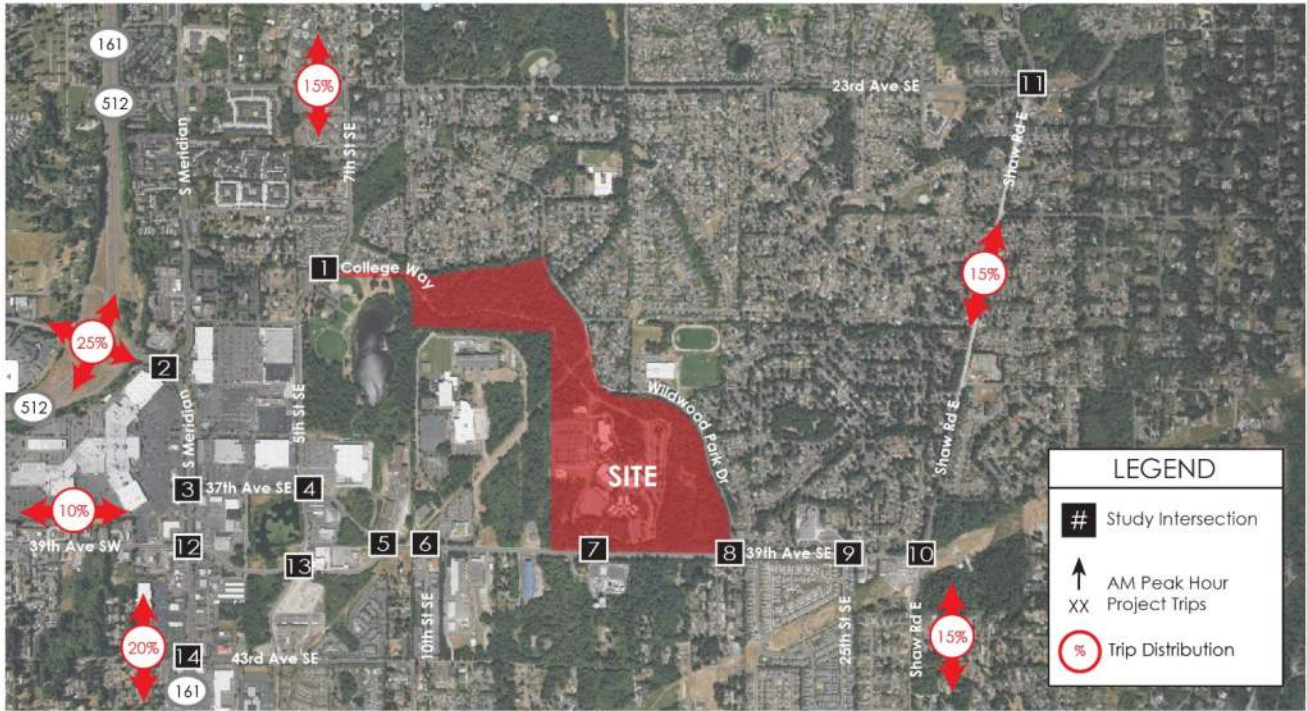 161
512
S Meridian
15%
7th St SE
23rd Ave SE
11
Shaw Rd E
1
College Way
15%
25%
2
512
S Meridian
5th St SE
Wildwood Park Dr
Shaw Rd E
SITE
3
37th Ave SE
4
10%
39th Ave SW
12
13
5
6
7
8
39th Ave SE
9
10
20%
14
161
43rd Ave SE
10th St SE
25th St SE
Shaw Rd E
15%
LEGEND
# Study Intersection
XX
AM Peak Hour
Project Trips
% Trip Distribution